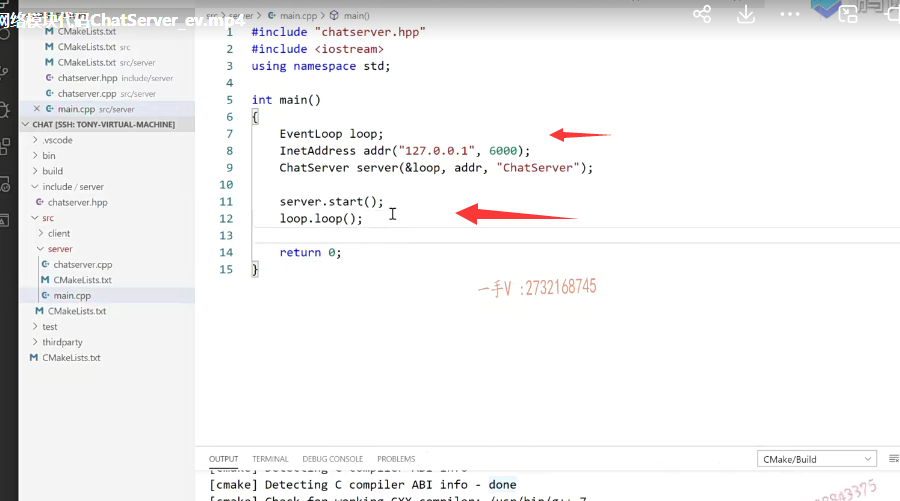 网络模块代码ChatServer_ev.mp4
src > server > main.cpp > main()
CMakeLists.txt
CMakeLists.txt src
CMakeLists.txt src/server
chatserver.hpp include/server
chatserver.cpp src/server
main.cpp src/server
CHAT [SSH: TONY-VIRTUAL-MACHINE]
.vscode
bin
build
include / server
chatserver.hpp
src
client
server
chatserver.cpp
CMakeLists.txt
main.cpp
CMakeLists.txt
test
thirdparty
CMakeLists.txt
1 #include "chatserver.hpp"
2 #include <iostream>
3 using namespace std;
4
5 int main()
6 {
7 EventLoop loop;
8 InetAddress addr("127.0.0.1", 6000);
9 ChatServer server(&loop, addr, "ChatServer");
10
11 server.start();
12 loop.loop();
13
14 return 0;
15 }
一手V :2732168745
OUTPUT TERMINAL DEBUG CONSOLE PROBLEMS
CMake/Build
[cmake] Detecting C compiler ABI info
[cmake] Detecting C compiler ABI info - done
[cmake] Check for working CXX compiler: /usr/bin/g++-7